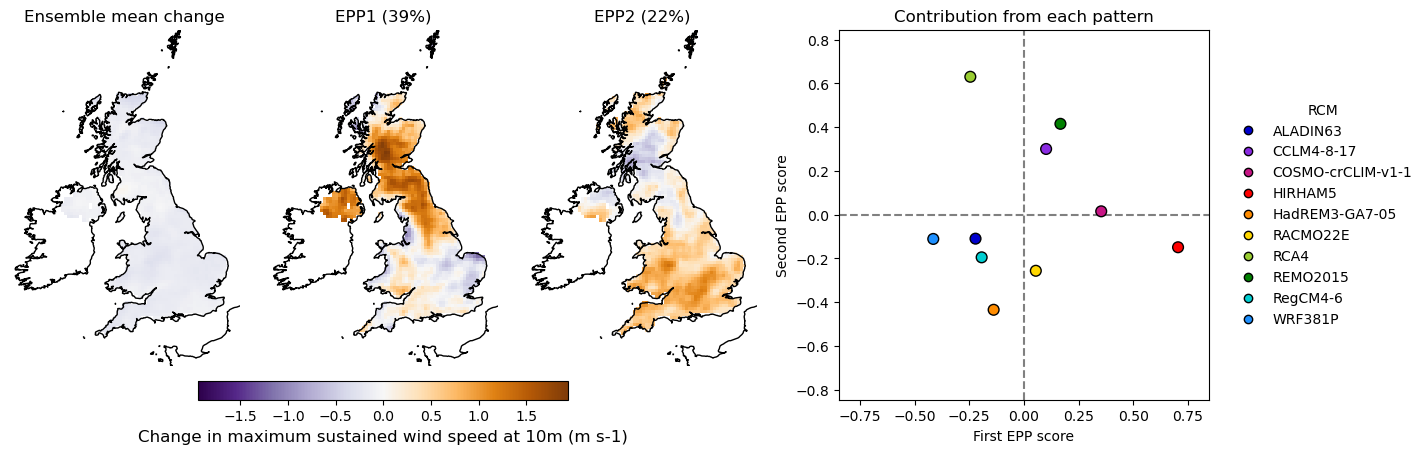 Ensemble mean change
EPP1 (39%)
EPP2 (22%)
−1.5 −1.0 −0.5 0.0 0.5 1.0 1.5
Change in maximum sustained wind speed at 10m (m s-1)
Contribution from each pattern
Second EPP score
0.8
0.6
0.4
0.2
0.0
−0.2
−0.4
−0.6
−0.8
−0.75 −0.50 −0.25 0.00 0.25 0.50 0.75
First EPP score
RCM
ALADIN63
CCLM4-8-17
COSMO-crCLIM-v1-1
HIRHAM5
HadREM3-GA7-05
RACMO22E
RCA4
REMO2015
RegCM4-6
WRF381P